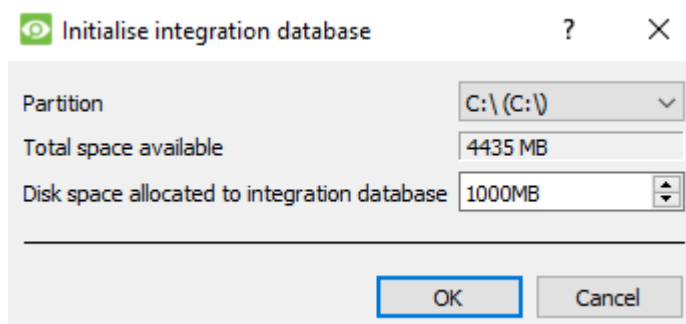 Initialise integration database ?
Partition C:\ (C:\)
Total space available 4435 MB
Disk space allocated to integration database 1000MB
OK Cancel